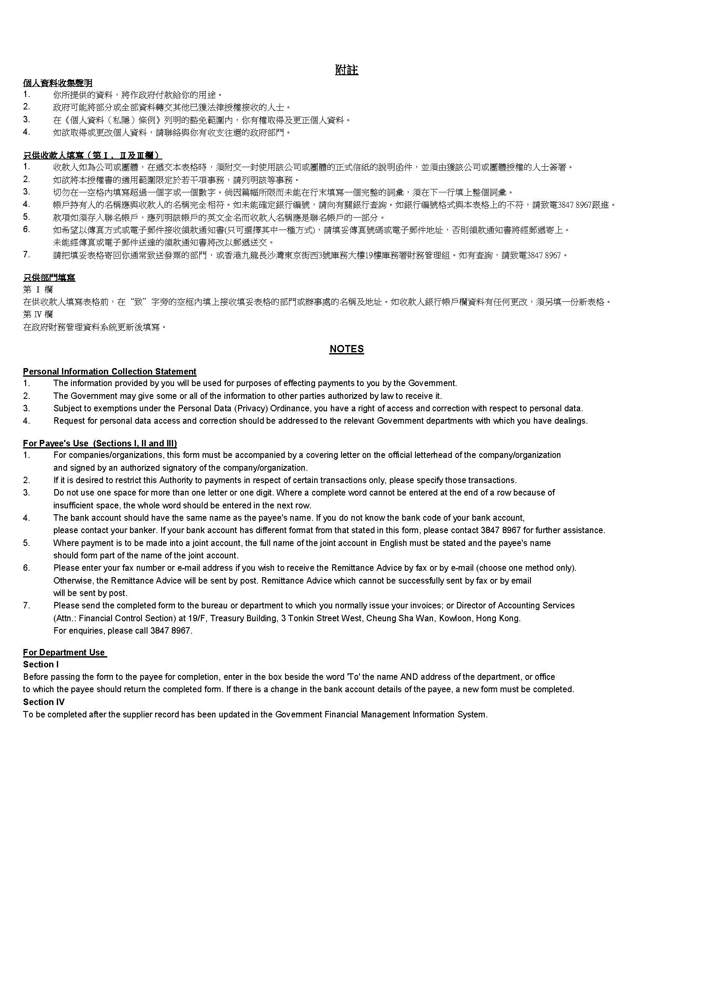 附註
個人資料收集聲明
1. 你所提供的資料，將作政府付款給你的用途。
2. 政府可能將部分或全部資料轉交其他已獲法律授權接收的人士。
3. 在《個人資料（私隱）條例》列明的豁免範圍內，你有權取得及更正個人資料。
4. 如欲取得或更改個人資料，請聯絡與你有收支往還的政府部門。
只供收款人填寫（第Ⅰ，Ⅱ及Ⅲ欄）
1. 收款人如為公司或團體，在遞交本表格時，須附交一封使用該公司或團體的正式信紙的說明函件，並須由獲該公司或團體授權的人士簽署。
2. 如欲將本授權書的適用範圍限定於若干項事務，請列明該等事務。
3. 切勿在一空格內填寫超過一個字或一個數字。倘因篇幅所限而未能在行末填寫一個完整的詞彙，須在下一行填上整個詞彙。
4. 帳戶持有人的名稱應與收款人的名稱完全相符。如未能確定銀行編號，請向有關銀行查詢。如銀行編號格式與本表格上的不符，請致電3847 8967跟進。
5. 款項如須存入聯名帳戶，應列明該帳戶的英文全名而收款人名稱應是聯名帳戶的一部分。
6. 如希望以傳真方式或電子郵件接收領款通知書(只可選擇其中一種方式)，請填妥傳真號碼或電子郵件地址，否則領款通知書將經郵遞寄上。
未能經傳真或電子郵件送達的領款通知書將改以郵遞送交。
7. 請把填妥表格寄回你通常致送發票的部門，或香港九龍長沙灣東京街西3號庫務大樓19樓庫務署財務管理組。如有查詢，請致電3847 8967。
只供部門填寫
第 I 欄
在供收款人填寫表格前，在“致”字旁的空框內填上接收填妥表格的部門或辦事處的名稱及地址。如收款人銀行帳戶欄資料有任何更改，須另填一份新表格。
第 IV 欄
在政府財務管理資料系統更新後填寫。
NOTES
Personal Information Collection Statement
1. The information provided by you will be used for purposes of effecting payments to you by the Government.
2. The Government may give some or all of the information to other parties authorized by law to receive it.
3. Subject to exemptions under the Personal Data (Privacy) Ordinance, you have a right of access and correction with respect to personal data.
4. Request for personal data access and correction should be addressed to the relevant Government departments with which you have dealings.
For Payee's Use  (Sections I, II and III)
1. For companies/organizations, this form must be accompanied by a covering letter on the official letterhead of the company/organization
and signed by an authorized signatory of the company/organization.
2. If it is desired to restrict this Authority to payments in respect of certain transactions only, please specify those transactions.
3. Do not use one space for more than one letter or one digit. Where a complete word cannot be entered at the end of a row because of
insufficient space, the whole word should be entered in the next row.
4. The bank account should have the same name as the payee's name. If you do not know the bank code of your bank account,
please contact your banker. If your bank account has different format from that stated in this form, please contact 3847 8967 for further assistance.
5. Where payment is to be made into a joint account, the full name of the joint account in English must be stated and the payee's name
should form part of the name of the joint account.
6. Please enter your fax number or e-mail address if you wish to receive the Remittance Advice by fax or by e-mail (choose one method only).
Otherwise, the Remittance Advice will be sent by post. Remittance Advice which cannot be successfully sent by fax or by email
will be sent by post.
7. Please send the completed form to the bureau or department to which you normally issue your invoices; or Director of Accounting Services
(Attn.: Financial Control Section) at 19/F, Treasury Building, 3 Tonkin Street West, Cheung Sha Wan, Kowloon, Hong Kong.
For enquiries, please call 3847 8967.
For Department Use
Section I
Before passing the form to the payee for completion, enter in the box beside the word 'To' the name AND address of the department, or office
to which the payee should return the completed form. If there is a change in the bank account details of the payee, a new form must be completed.
Section IV
To be completed after the supplier record has been updated in the Government Financial Management Information System.